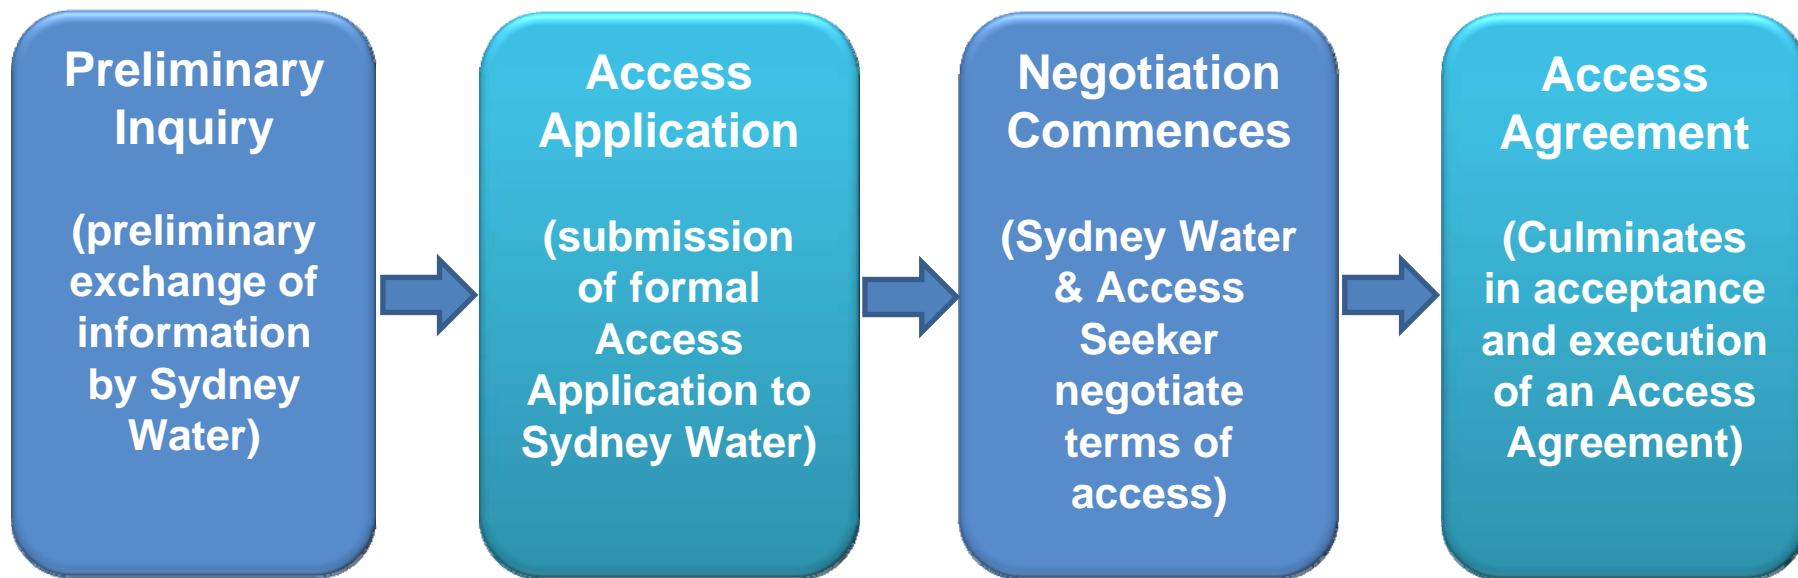 Preliminary
Inquiry
(preliminary
exchange of
information
by Sydney
Water)
Access
Application
(submission
of formal
Access
Application to
Sydney Water)
Negotiation
Commences
(Sydney Water
& Access
Seeker
negotiate
terms of
access)
Access
Agreement
(Culminates
in acceptance
and execution
of an Access
Agreement)